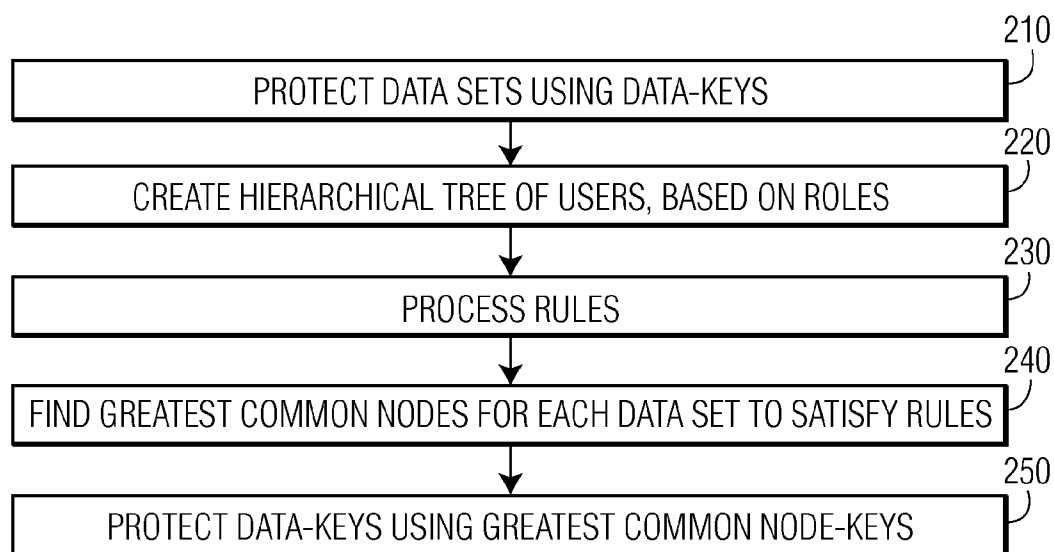 210
PROTECT DATA SETS USING DATA-KEYS
220
CREATE HIERARCHICAL TREE OF USERS, BASED ON ROLES
230
PROCESS RULES
240
FIND GREATEST COMMON NODES FOR EACH DATA SET TO SATISFY RULES
250
PROTECT DATA-KEYS USING GREATEST COMMON NODE-KEYS